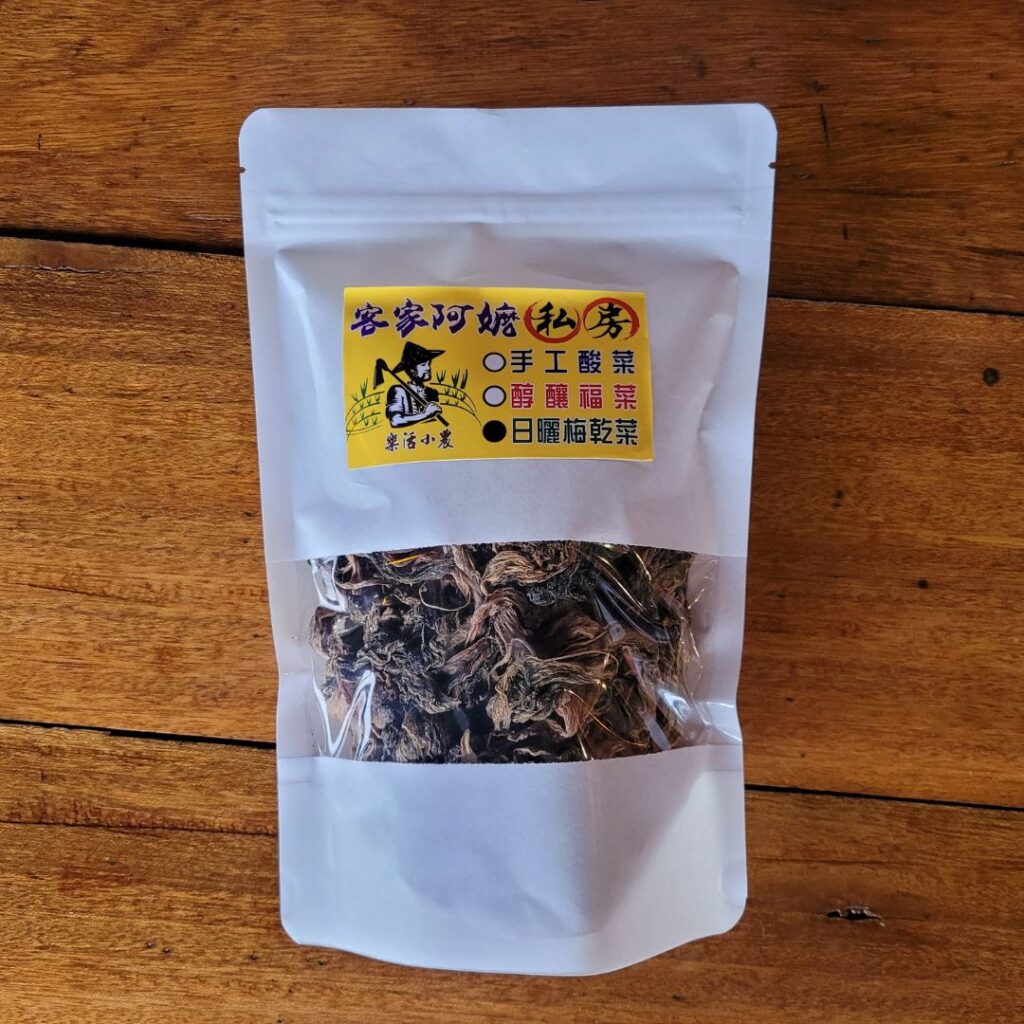 客家阿嬤私房
○手工酸菜
○醇釀福菜
●日曬梅乾菜
樂活小農